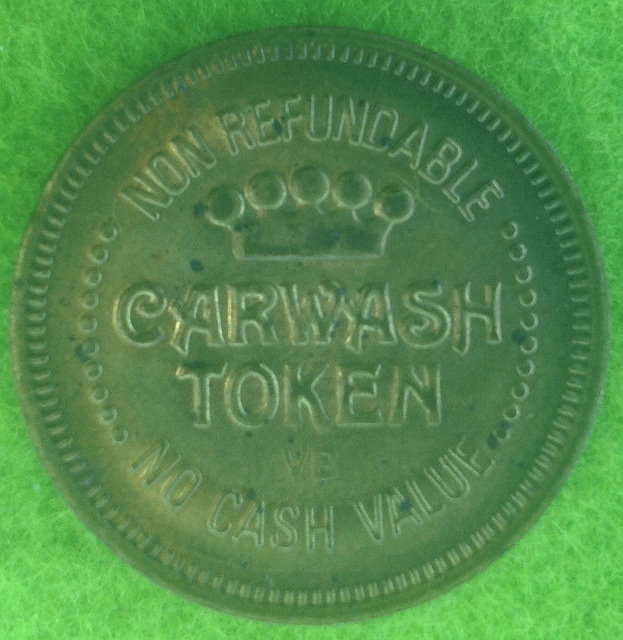 NON REFUNDABLE
CARWASH
TOKEN
VB
NO CASH VALUE